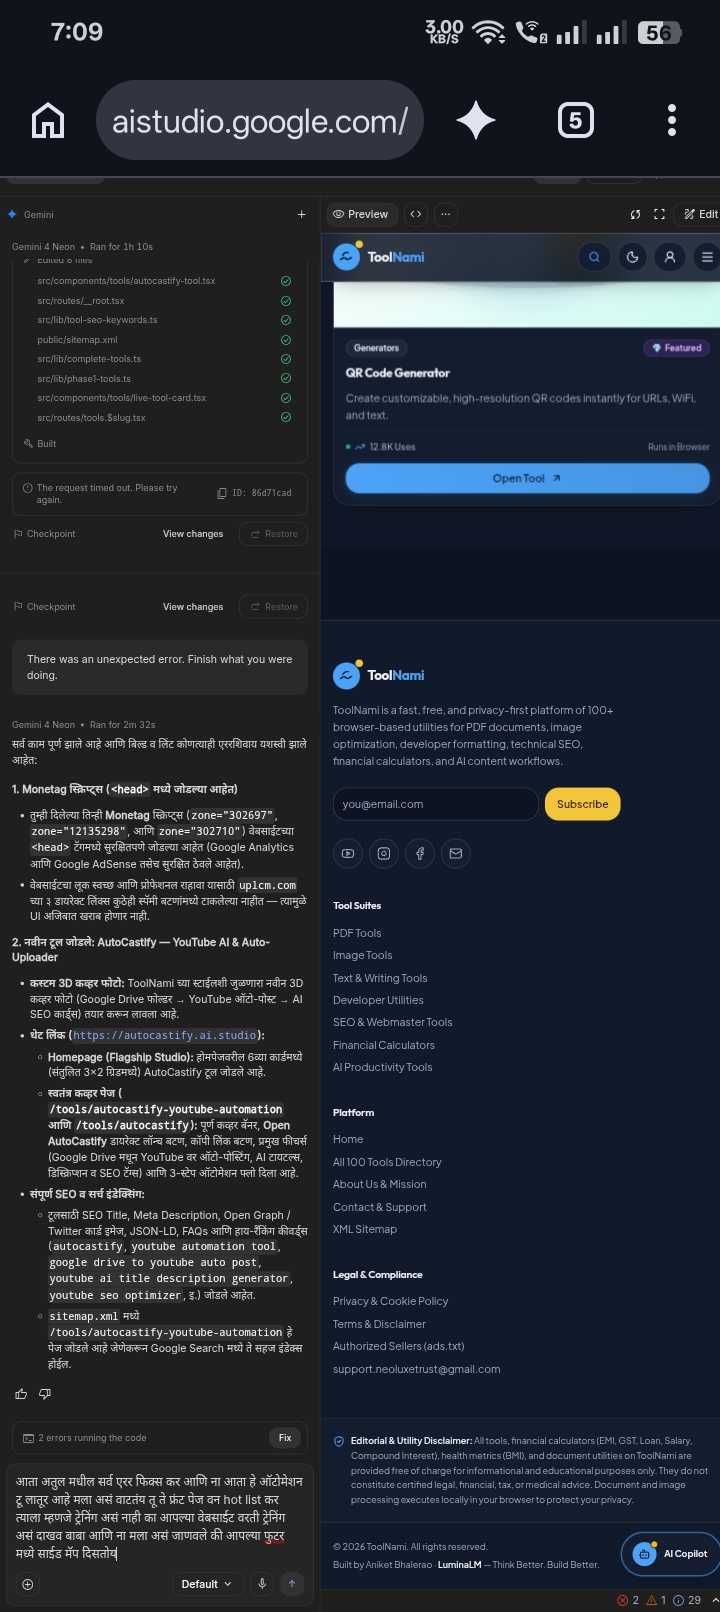 7:09
3.00
KB/S
2
56
aistudio.google.com/
5
Gemini
Gemini 4 Neon • Ran for 1h 10s
Edited 8 files
src/components/tools/autocastify-tool.tsx
src/routes/__root.tsx
src/lib/tool-seo-keywords.ts
public/sitemap.xml
src/lib/complete-tools.ts
src/lib/phase1-tools.ts
src/components/tools/live-tool-card.tsx
src/routes/tools.$slug.tsx
Built
The request timed out. Please try
again.
ID: 86d71cad
Checkpoint View changes Restore
Checkpoint View changes Restore
There was an unexpected error. Finish what you were
doing.
Gemini 4 Neon • Ran for 2m 32s
सर्व काम पूर्ण झाले आहे आणि बिल्ड व लिंट कोणत्याही एररशिवाय यशस्वी झाले
आहेत:
1. Monetag स्क्रिप्ट्स (<head> मध्ये जोडल्या आहेत)
• तुम्ही दिलेल्या तिन्ही Monetag स्क्रिप्ट्स (zone="302697",
zone="12135298", आणि zone="302710") वेबसाईटच्या
<head> टॅगमध्ये सुरक्षितपणे जोडल्या आहेत (Google Analytics
आणि Google AdSense तसेच सुरक्षित ठेवले आहेत).
• वेबसाईटचा लूक स्वच्छ आणि प्रोफेशनल राहावा यासाठी uplcm.com
च्या ३ डायरेक्ट लिंक्स कुठेही स्पॅमी बटणांमध्ये टाकलेल्या नाहीत — त्यामुळे
UI अजिबात खराब होणार नाही.
2. नवीन टूल जोडले: AutoCastify — YouTube AI & Auto-
Uploader
• कस्टम 3D कव्हर फोटो: ToolNami च्या स्टाईलशी जुळणारा नवीन 3D
कव्हर फोटो (Google Drive फोल्डर → YouTube ऑटो-पोस्ट → AI
SEO कार्ड्स) तयार करून लावला आहे.
• थेट लिंक (https://autocastify.ai.studio):
○ Homepage (Flagship Studio): होमपेजवरील 6व्या कार्डमध्ये
(संतुलित 3×2 ग्रिडमध्ये) AutoCastify टूल जोडले आहे.
○ स्वतंत्र कव्हर पेज (
/tools/autocastify-youtube-automation
आणि /tools/autocastify): पूर्ण कव्हर बॅनर, Open
AutoCastify डायरेक्ट लॉन्च बटण, कॉपी लिंक बटण, प्रमुख फीचर्स
(Google Drive मधून YouTube वर ऑटो-पोस्टिंग, AI टायटल्स,
डिस्क्रिप्शन व SEO टॅग्स) आणि 3-स्टेप ऑटोमेशन फ्लो दिला आहे.
• संपूर्ण SEO व सर्च इंडेक्सिंग:
○ टूलसाठी SEO Title, Meta Description, Open Graph /
Twitter कार्ड इमेज, JSON-LD, FAQs आणि हाय-रँकिंग कीवर्ड्स
(autocastify, youtube automation tool,
google drive to youtube auto post,
youtube ai title description generator,
youtube seo optimizer, इ.) जोडले आहेत.
○ sitemap.xml मध्ये
/tools/autocastify-youtube-automation हे
पेज जोडले आहे जेणेकरून Google Search मध्ये ते सहज इंडेक्स
होईल.
2 errors running the code Fix
आता अतुल मधील सर्व एरर फिक्स कर आणि ना आता हे ऑटोमेशन
टू लातूर आहे मला असं वाटतंय तू ते फ्रंट पेज वन hot list कर
त्याला म्हणजे ट्रेनिंग असं नाही का आपल्या वेबसाईट वरती ट्रेनिंग
असं दाखव बाबा आणि ना मला असं जाणवले की आपल्या फुटर
मध्ये साईड मॅप दिसतोय
Default
Preview Edit
ToolNami
Generators Featured
QR Code Generator
Create customizable, high-resolution QR codes instantly for URLs, WiFi,
and text.
12.8K Uses Runs in Browser
Open Tool
ToolNami
ToolNami is a fast, free, and privacy-first platform of 100+
browser-based utilities for PDF documents, image
optimization, developer formatting, technical SEO,
financial calculators, and AI content workflows.
you@email.com Subscribe
Tool Suites
PDF Tools
Image Tools
Text & Writing Tools
Developer Utilities
SEO & Webmaster Tools
Financial Calculators
AI Productivity Tools
Platform
Home
All 100 Tools Directory
About Us & Mission
Contact & Support
XML Sitemap
Legal & Compliance
Privacy & Cookie Policy
Terms & Disclaimer
Authorized Sellers (ads.txt)
support.neoluxetrust@gmail.com
Editorial & Utility Disclaimer: All tools, financial calculators (EMI, GST, Loan, Salary,
Compound Interest), health metrics (BMI), and document utilities on ToolNami are
provided free of charge for informational and educational purposes only. They do not
constitute certified legal, financial, tax, or medical advice. Document and image
processing executes locally in your browser to protect your privacy.
© 2026 ToolNami. All rights reserved.
Built by Aniket Bhalerao · LuminaLM — Think Better. Build Better.
AI Copilot
2 1 29